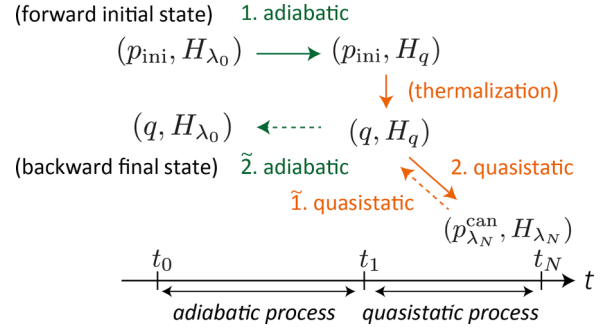 (forward initial state) 1. adiabatic
(p_ini, H_λ0) (p_ini, H_q)
(thermalization)
(q, H_λ0) (q, H_q)
(backward final state) 2̃. adiabatic 2. quasistatic
1̃. quasistatic
(p^can_λN, H_λN)
t0 t1 tN t
adiabatic process quasistatic process